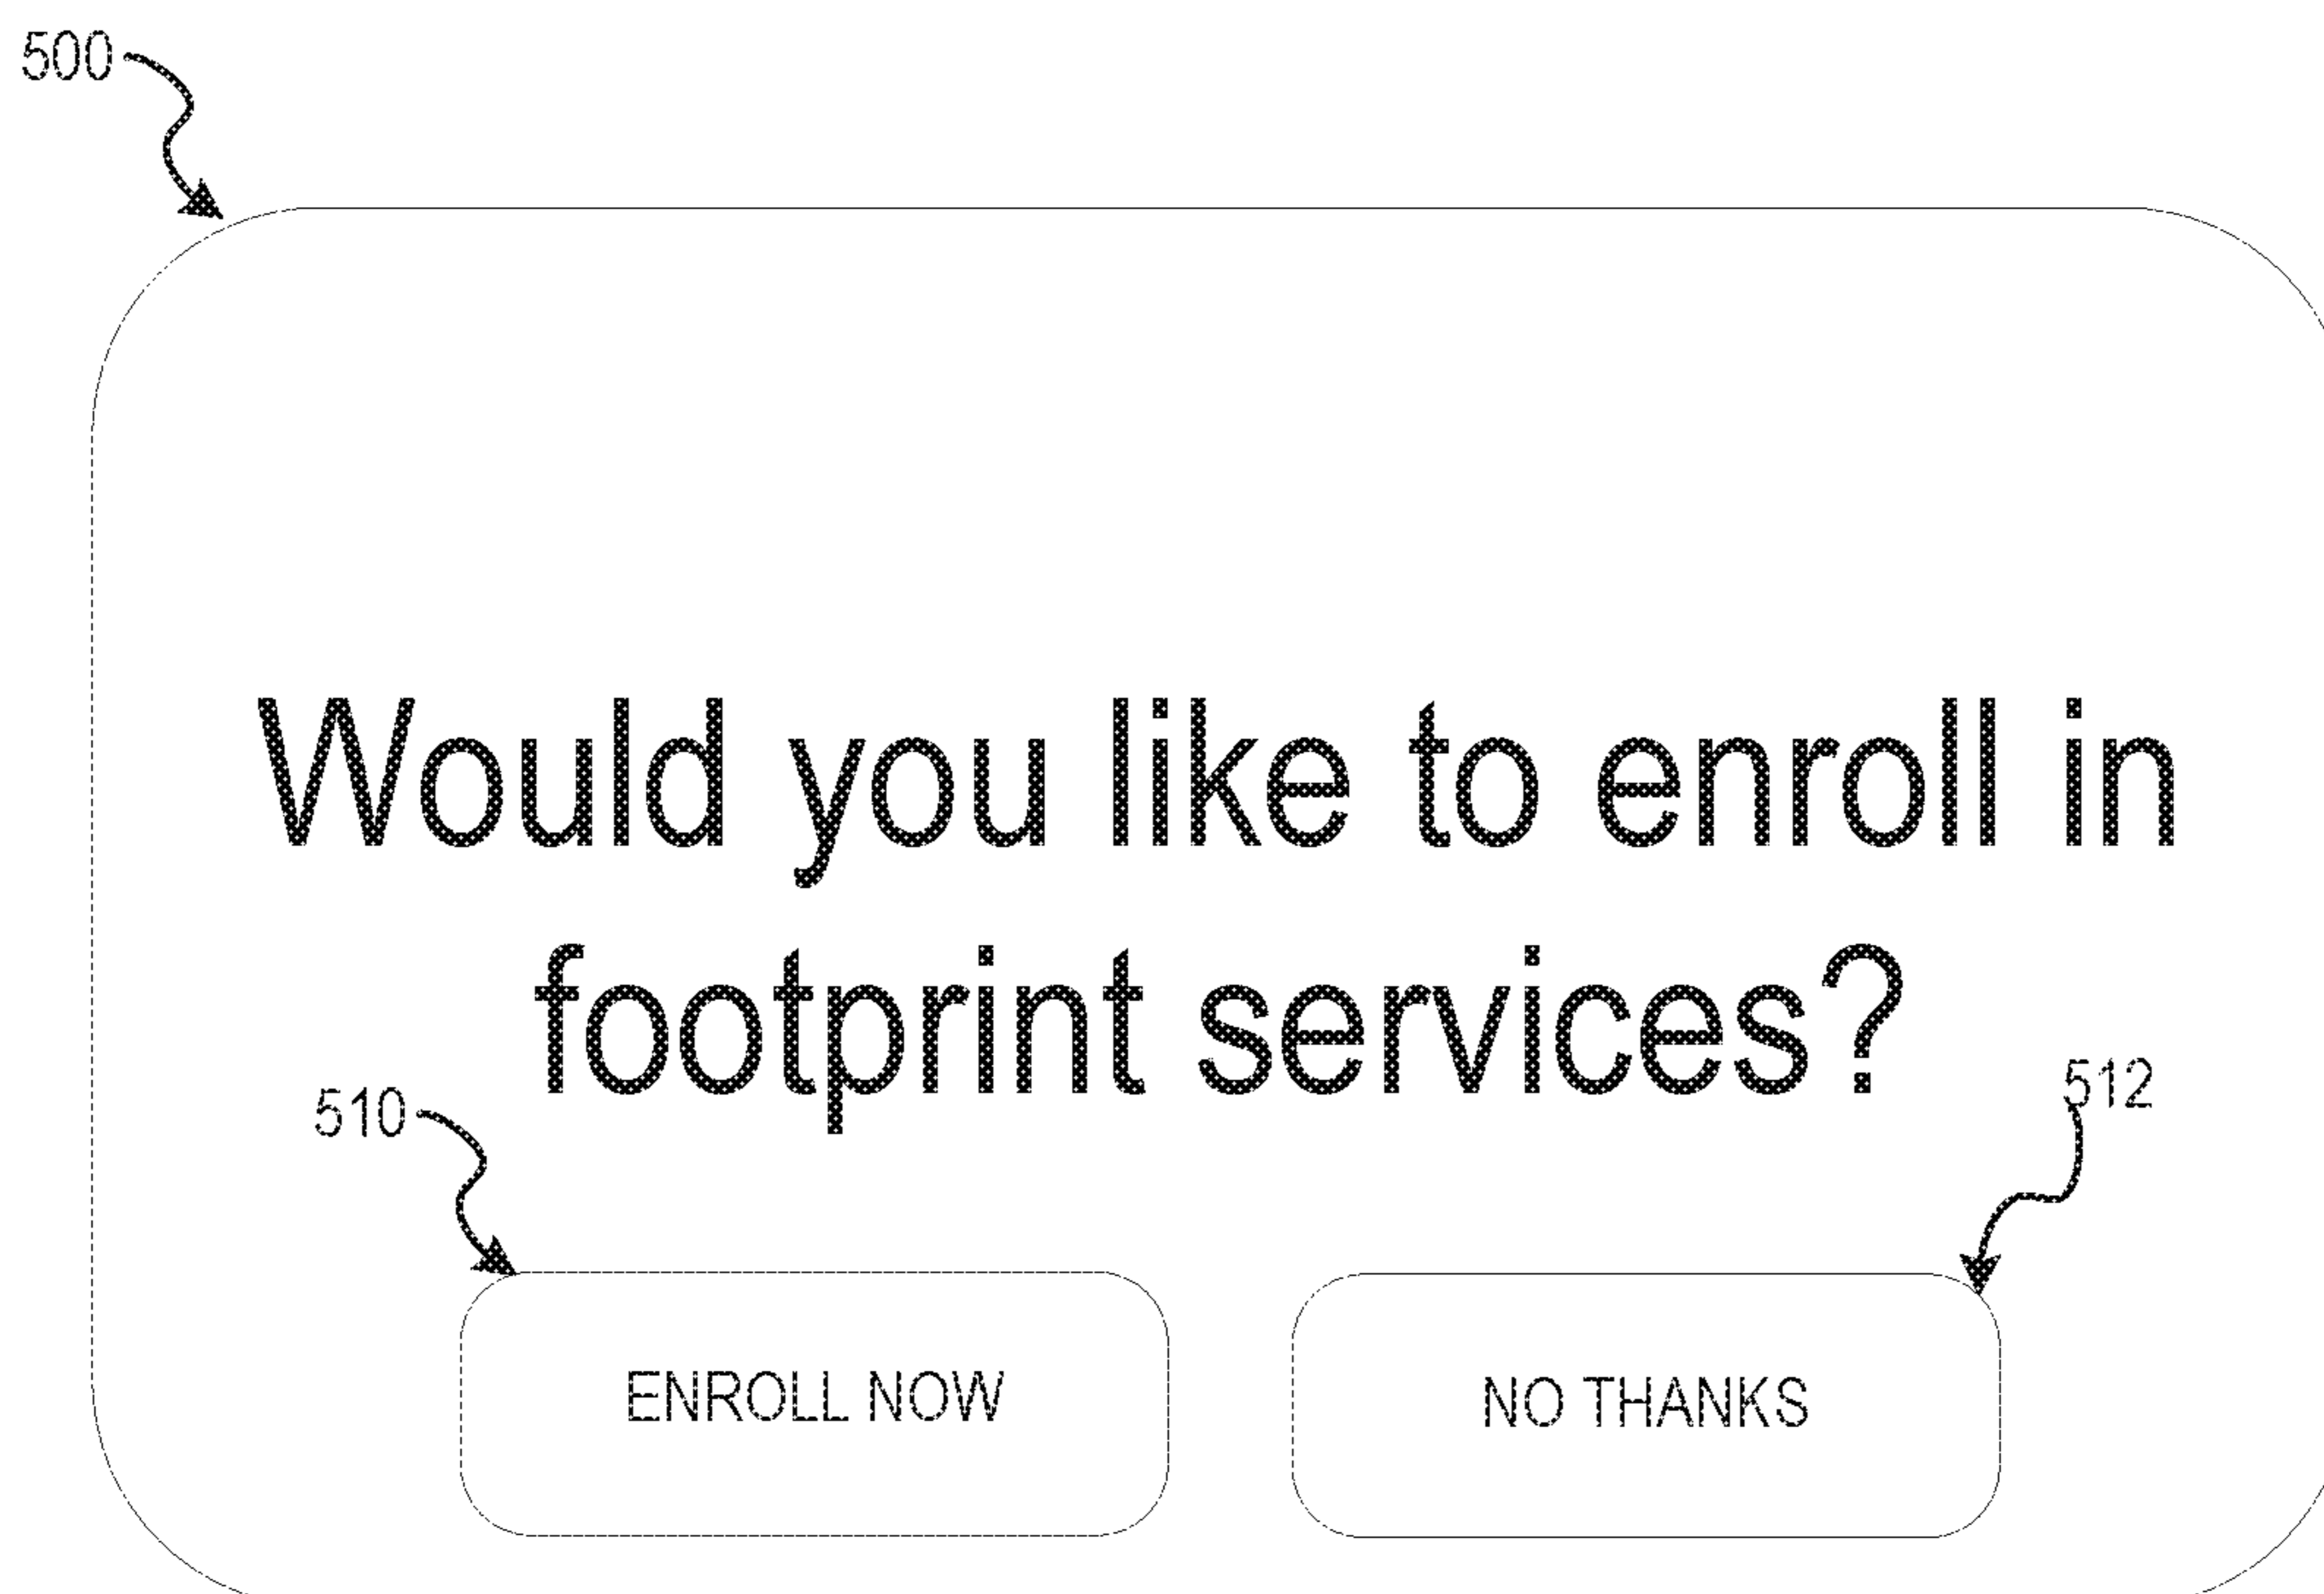 500
Would you like to enroll in
footprint services?
510
512
ENROLL NOW
NO THANKS